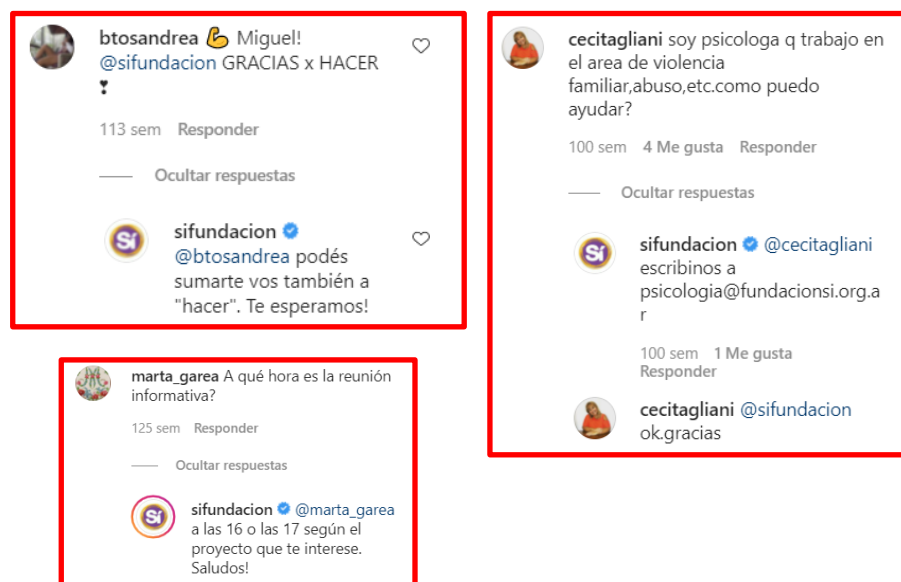 btosandrea 💪 Miguel!
@sifundacion GRACIAS x HACER
❣
113 sem Responder
Ocultar respuestas
Sí
sifundacion
@btosandrea podés
sumarte vos también a
"hacer". Te esperamos!
cecitagliani soy psicologa q trabajo en
el area de violencia
familiar,abuso,etc.como puedo
ayudar?
100 sem 4 Me gusta Responder
Ocultar respuestas
Sí
sifundacion @cecitagliani
escribinos a
psicologia@fundacionsi.org.a
r
100 sem 1 Me gusta
Responder
cecitagliani @sifundacion
ok.gracias
marta_garea A qué hora es la reunión
informativa?
125 sem Responder
Ocultar respuestas
Sí
sifundacion @marta_garea
a las 16 o las 17 según el
proyecto que te interese.
Saludos!